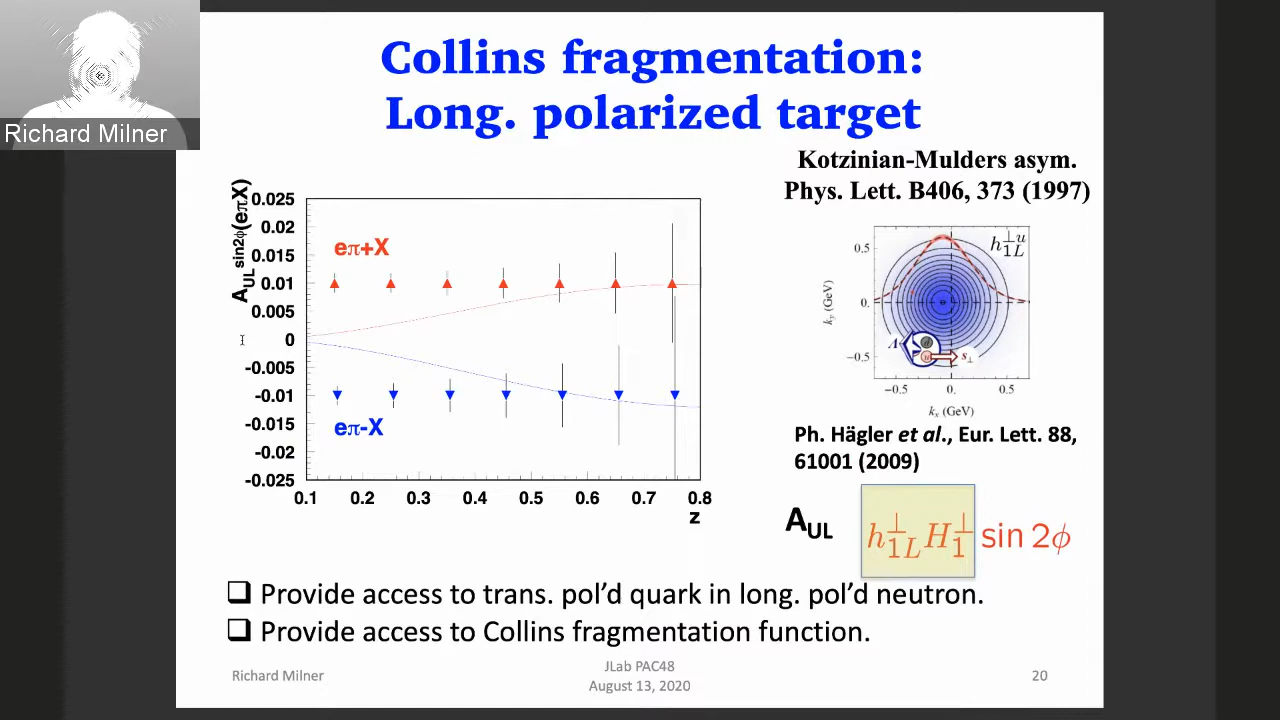 Richard Milner
Collins fragmentation:
Long. polarized target
Kotzinian-Mulders asym.
Phys. Lett. B406, 373 (1997)
A_UL^sin2ϕ(eπX)
0.025
0.02
0.015
0.01
0.005
0
-0.005
-0.01
-0.015
-0.02
-0.025
eπ+X
eπ-X
0.1 0.2 0.3 0.4 0.5 0.6 0.7 0.8
z
h_1L^⊥u
0.5
0.
−0.5
k_y (GeV)
Λ d u s_⊥
−0.5 0. 0.5
k_x (GeV)
Ph. Hägler et al., Eur. Lett. 88,
61001 (2009)
A_UL h_1L^⊥ H_1^⊥ sin 2ϕ
❑ Provide access to trans. pol’d quark in long. pol’d neutron.
❑ Provide access to Collins fragmentation function.
Richard Milner
JLab PAC48
August 13, 2020
20